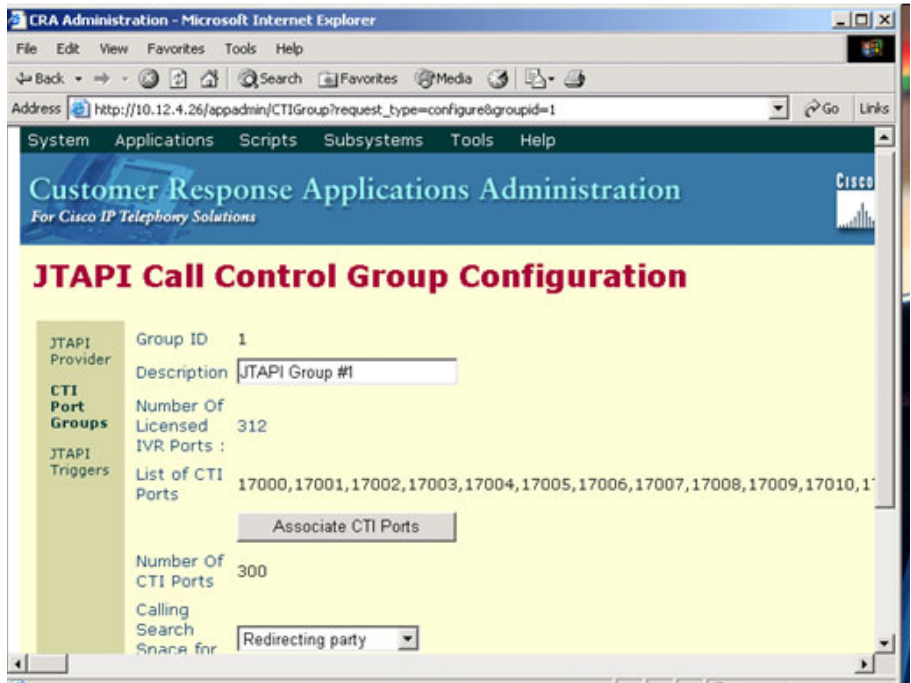 CRA Administration - Microsoft Internet Explorer
File Edit View Favorites Tools Help
Back Search Favorites Media
Address http://10.12.4.26/appadmin/CTIGroup?request_type=configure&groupid=1 Go Links
System Applications Scripts Subsystems Tools Help
Customer Response Applications Administration
For Cisco IP Telephony Solutions
Cisco
JTAPI Call Control Group Configuration
JTAPI Provider
CTI Port Groups
JTAPI Triggers
Group ID 1
Description JTAPI Group #1
Number Of Licensed IVR Ports : 312
List of CTI Ports 17000,17001,17002,17003,17004,17005,17006,17007,17008,17009,17010,1
Associate CTI Ports
Number Of CTI Ports 300
Calling Search Space for Redirecting party